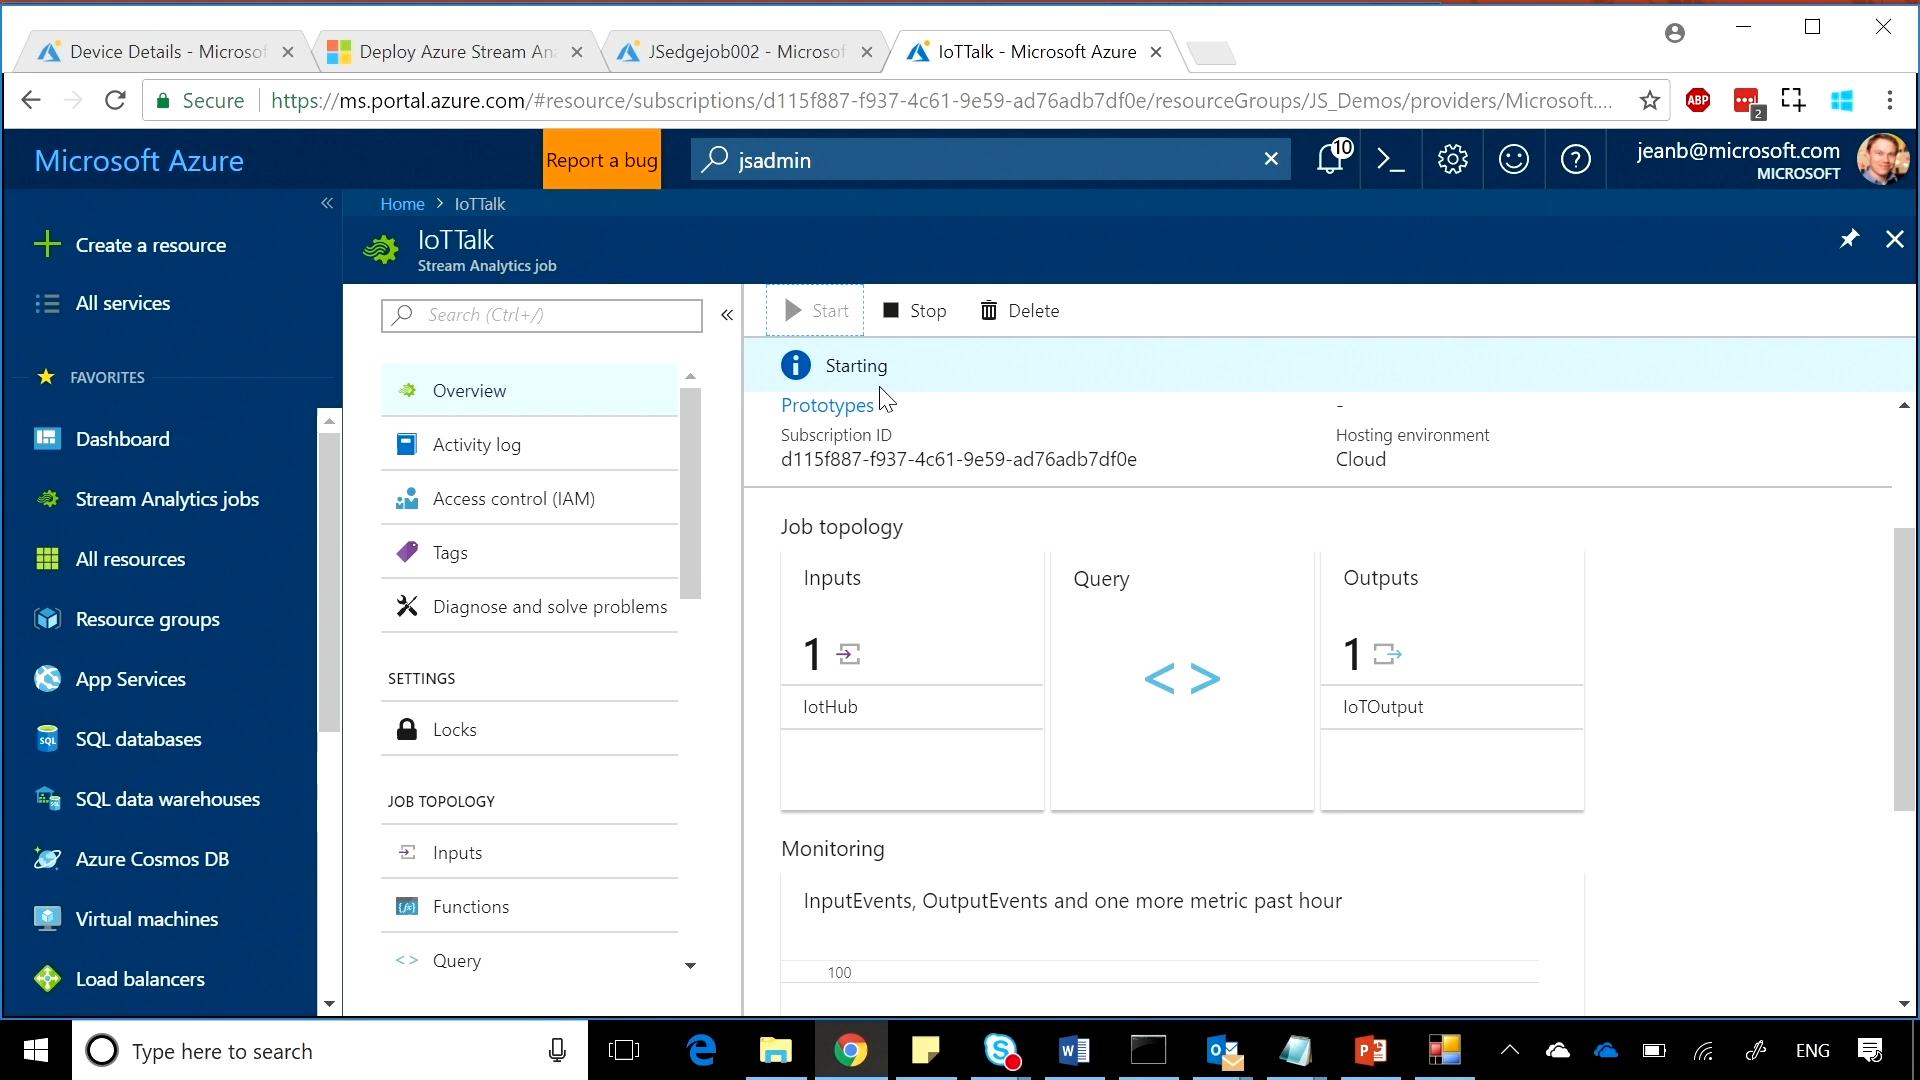 Device Details - Microsof
Deploy Azure Stream Ana
JSedgejob002 - Microsof
IoTTalk - Microsoft Azure
Secure
https://ms.portal.azure.com/#resource/subscriptions/d115f887-f937-4c61-9e59-ad76adb7df0e/resourceGroups/JS_Demos/providers/Microsoft....
ABP
2
Microsoft Azure
Report a bug
jsadmin
10
jeanb@microsoft.com
MICROSOFT
Create a resource
All services
FAVORITES
Dashboard
Stream Analytics jobs
All resources
Resource groups
App Services
SQL databases
SQL data warehouses
Azure Cosmos DB
Virtual machines
Load balancers
Home > IoTTalk
IoTTalk
Stream Analytics job
Search (Ctrl+/)
Overview
Activity log
Access control (IAM)
Tags
Diagnose and solve problems
SETTINGS
Locks
JOB TOPOLOGY
Inputs
Functions
Query
Start
Stop
Delete
Starting
Prototypes
-
Subscription ID
d115f887-f937-4c61-9e59-ad76adb7df0e
Hosting environment
Cloud
Job topology
Inputs
1
IotHub
Query
< >
Outputs
1
IoTOutput
Monitoring
InputEvents, OutputEvents and one more metric past hour
100
Type here to search
ENG